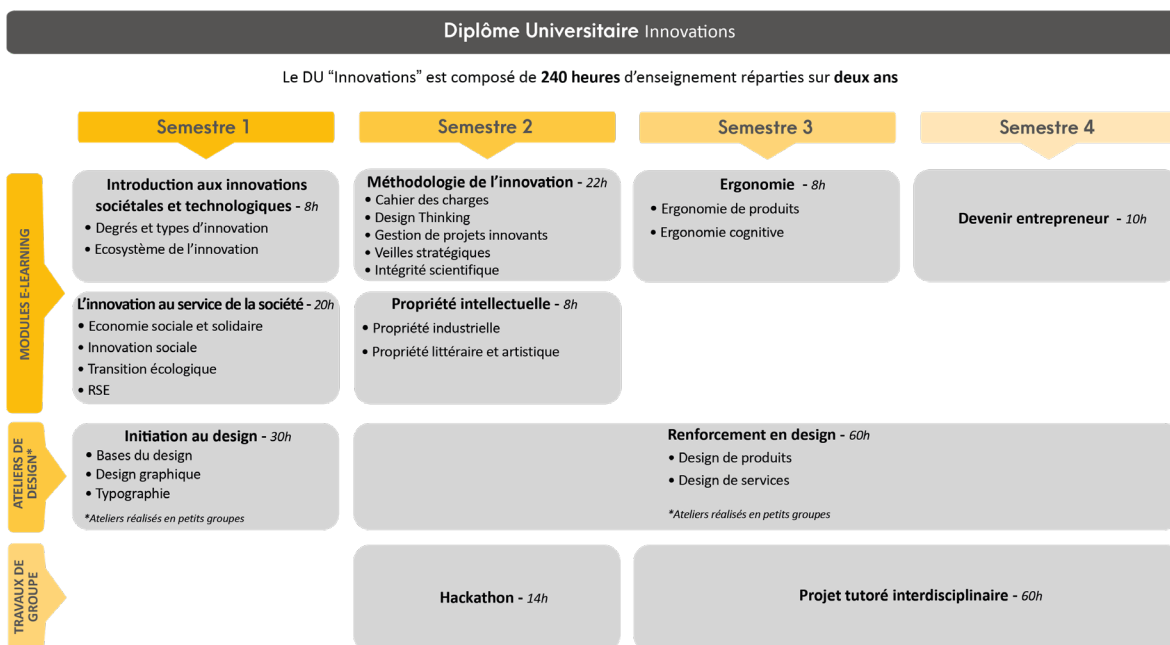 Diplôme Universitaire Innovations
Le DU “Innovations” est composé de 240 heures d’enseignement réparties sur deux ans
Semestre 1
Semestre 2
Semestre 3
Semestre 4
MODULES E-LEARNING
Introduction aux innovations
sociétales et technologiques - 8h
• Degrés et types d’innovation
• Ecosystème de l’innovation
Méthodologie de l’innovation - 22h
• Cahier des charges
• Design Thinking
• Gestion de projets innovants
• Veilles stratégiques
• Intégrité scientifique
Ergonomie - 8h
• Ergonomie de produits
• Ergonomie cognitive
Devenir entrepreneur - 10h
L’innovation au service de la société - 20h
• Economie sociale et solidaire
• Innovation sociale
• Transition écologique
• RSE
Propriété intellectuelle - 8h
• Propriété industrielle
• Propriété littéraire et artistique
ATELIERS DE
DESIGN*
Initiation au design - 30h
• Bases du design
• Design graphique
• Typographie
*Ateliers réalisés en petits groupes
Renforcement en design - 60h
• Design de produits
• Design de services
*Ateliers réalisés en petits groupes
TRAVAUX DE
GROUPE
Hackathon - 14h
Projet tutoré interdisciplinaire - 60h